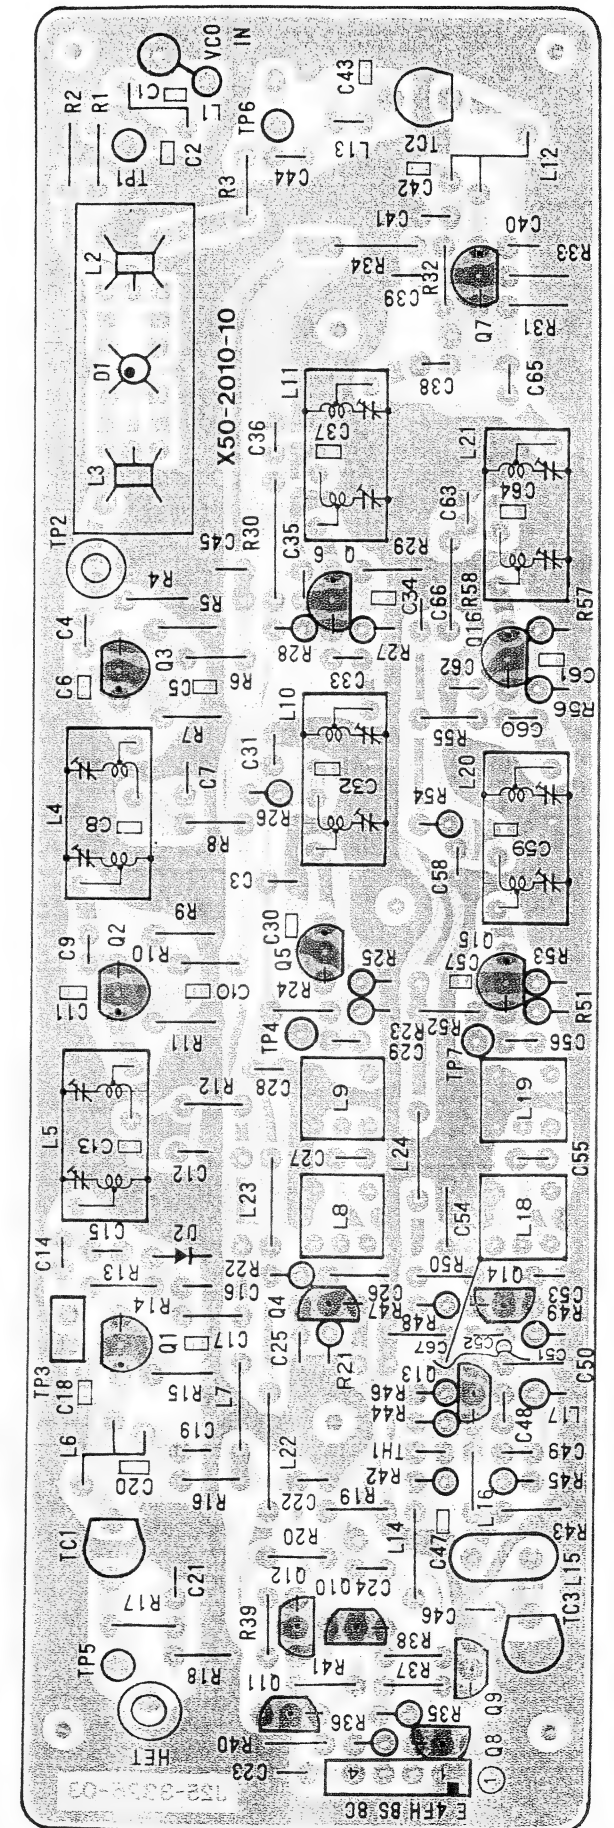 VCO IN
R2
R1
C1
L1
TP1
C2
TP6
C43
TC2
R3
C44
L13
C42
L12
C41
C40
L2
R34
C39
R32
R33
Q7
R31
D1
X50-2010-10
C38
C65
L11
C37
C36
L3
L21
C64
C63
TP2
C45
R30
C35
Q6
R29
R4
R5
C34
C66
R58
R57
C4
Q3
R28
R27
Q16
C62
C61
C6
C5
R6
C33
R56
R7
L10
R55
C60
C31
L4
C7
L20
C8
R26
C32
R54
R8
C59
C58
C3
R9
C9
Q2
R10
C30
Q5
R25
Q15
C57
R53
C11
C10
R24
R11
TP4
R23
R52
R51
C29
TP7
C56
L5
R12
C28
L9
L19
C13
C12
C27
L24
C55
L23
L8
L18
C54
C14
C15
D2
R13
R22
R50
Q14
C16
Q4
C26
C53
R14
R47
R48
R49
TP3
Q1
C17
C25
C67
C52
C51
R21
Q13
C50
C18
R15
L7
R46
C48
L17
R44
L6
C19
TH1
C49
C20
L22
R42
R45
R16
C22
R19
L16
TC1
R20
L14
C47
R43
L15
Q12
C24
Q10
C21
R17
C46
TC3
R39
R38
TP5
R41
R37
R18
Q11
Q9
HET
R36
R35
R40
Q8
C23
4
1
1
E 4FH BS 8C